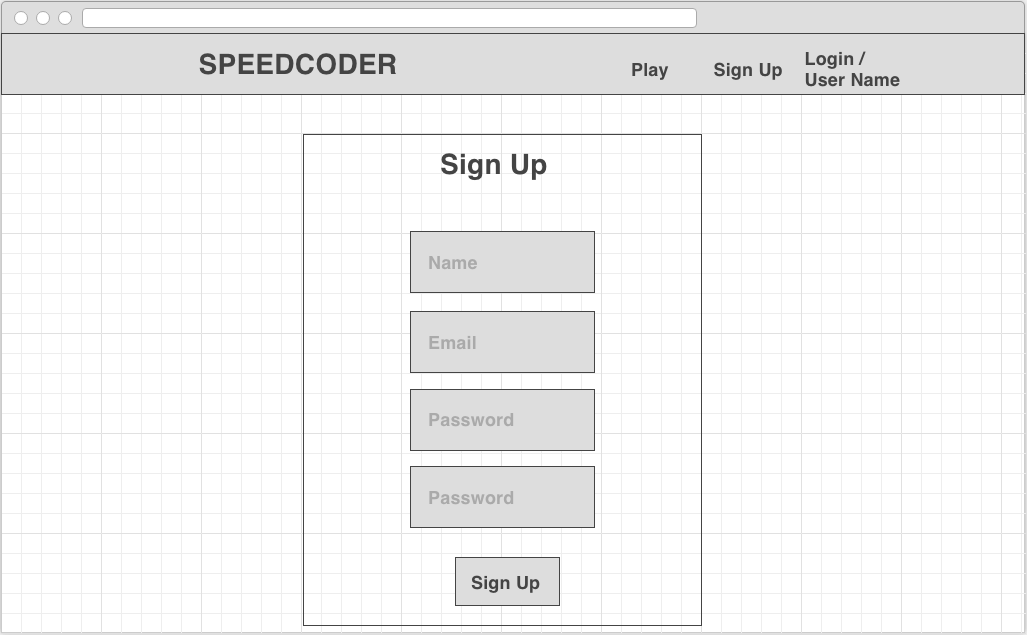 SPEEDCODER
Play
Sign Up
Login /
User Name
Sign Up
Name
Email
Password
Password
Sign Up